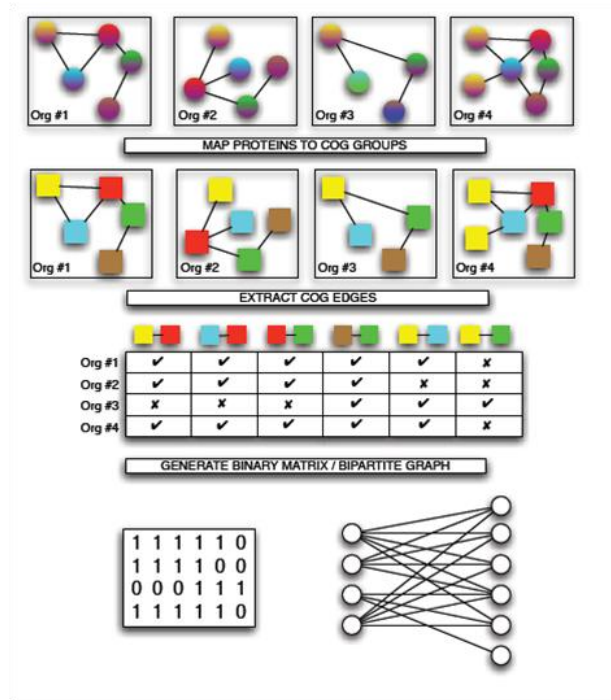 Org #1 Org #2 Org #3 Org #4
MAP PROTEINS TO COG GROUPS
Org #1 Org #2 Org #3 Org #4
EXTRACT COG EDGES
Org #1 ✔ ✔ ✔ ✔ ✔ ✘
Org #2 ✔ ✔ ✔ ✔ ✘ ✘
Org #3 ✘ ✘ ✘ ✔ ✔ ✔
Org #4 ✔ ✔ ✔ ✔ ✔ ✘
GENERATE BINARY MATRIX / BIPARTITE GRAPH
1 1 1 1 1 0
1 1 1 1 0 0
0 0 0 1 1 1
1 1 1 1 1 0